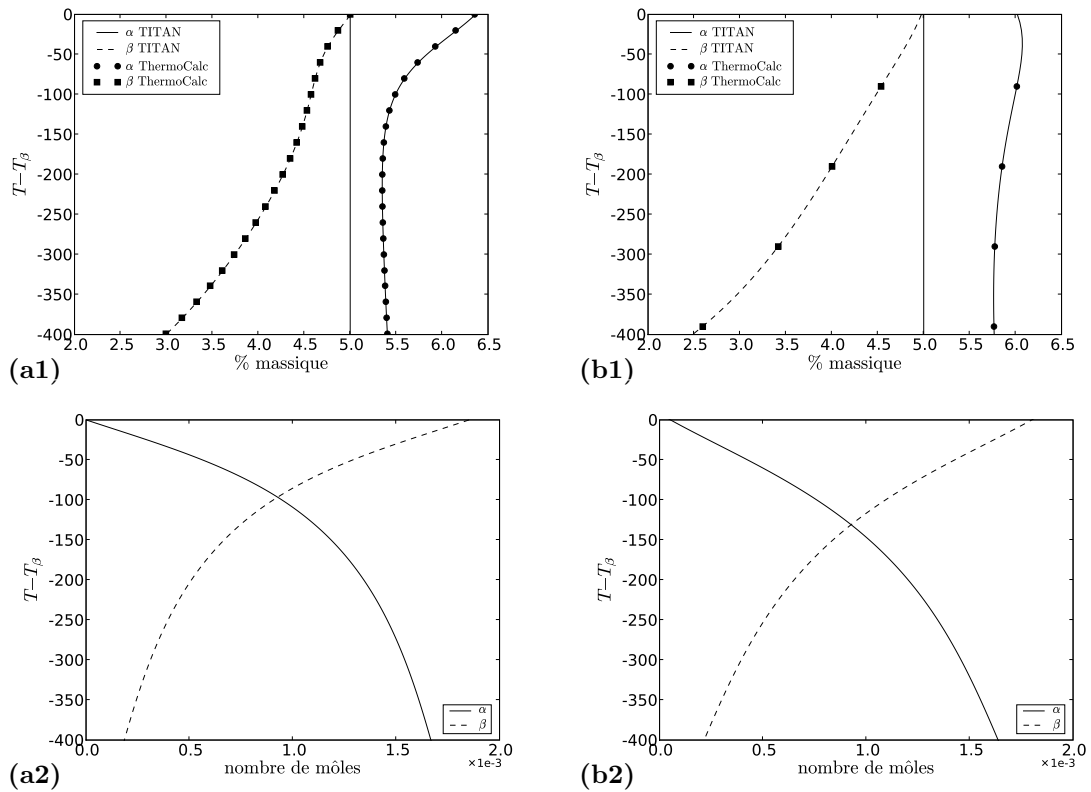 α TITAN
β TITAN
α ThermoCalc
β ThermoCalc
0
-50
-100
-150
-200
-250
-300
-350
-400
T−Tβ
2.0 2.5 3.0 3.5 4.0 4.5 5.0 5.5 6.0 6.5
% massique
(a1)
α TITAN
β TITAN
α ThermoCalc
β ThermoCalc
0
-50
-100
-150
-200
-250
-300
-350
-400
T−Tβ
2.0 2.5 3.0 3.5 4.0 4.5 5.0 5.5 6.0 6.5
% massique
(b1)
0
-50
-100
-150
-200
-250
-300
-350
-400
T−Tβ
α
β
0.0 0.5 1.0 1.5 2.0
×1e-3
nombre de môles
(a2)
0
-50
-100
-150
-200
-250
-300
-350
-400
T−Tβ
α
β
0.0 0.5 1.0 1.5 2.0
×1e-3
nombre de môles
(b2)